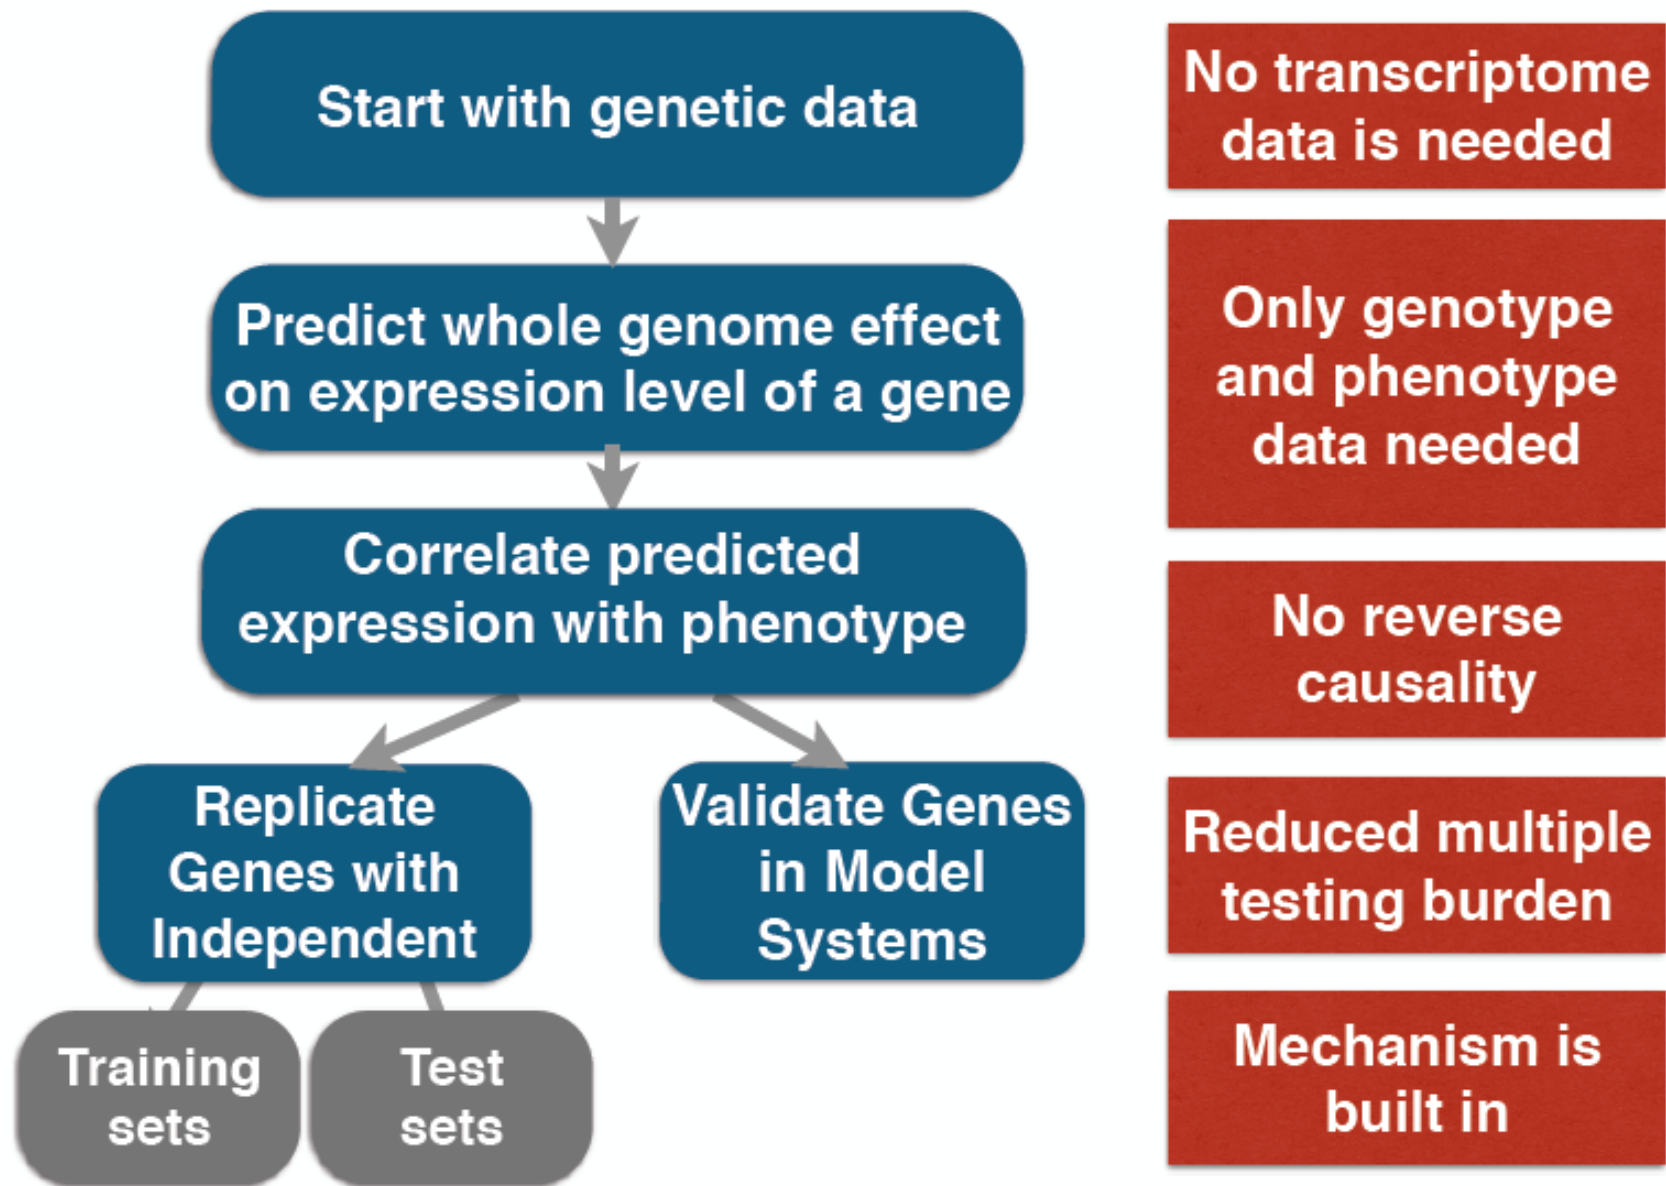 Start with genetic data
Predict whole genome effect
on expression level of a gene
Correlate predicted
expression with phenotype
Replicate
Genes with
Independent
Validate Genes
in Model
Systems
Training
sets
Test
sets
No transcriptome
data is needed
Only genotype
and phenotype
data needed
No reverse
causality
Reduced multiple
testing burden
Mechanism is
built in